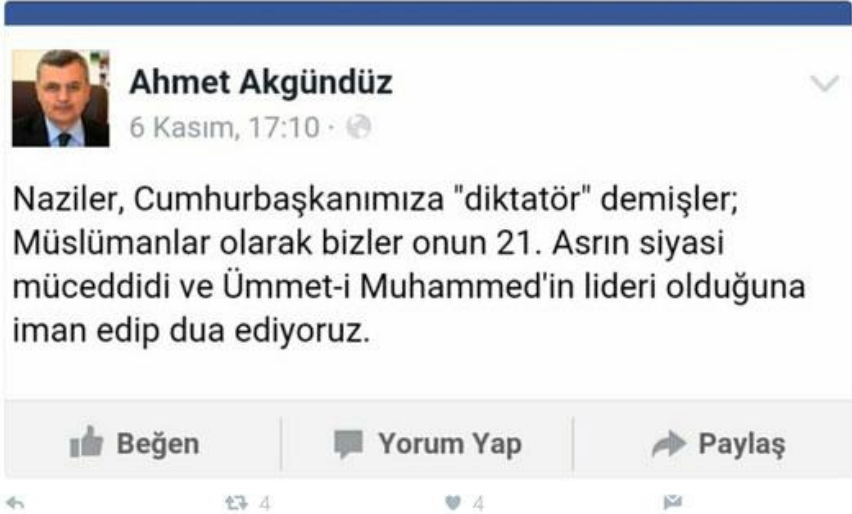 Ahmet Akgündüz
6 Kasım, 17:10 ·
Naziler, Cumhurbaşkanımıza "diktatör" demişler;
Müslümanlar olarak bizler onun 21. Asrın siyasi
müceddidi ve Ümmet-i Muhammed'in lideri olduğuna
iman edip dua ediyoruz.
Beğen Yorum Yap Paylaş
4 4